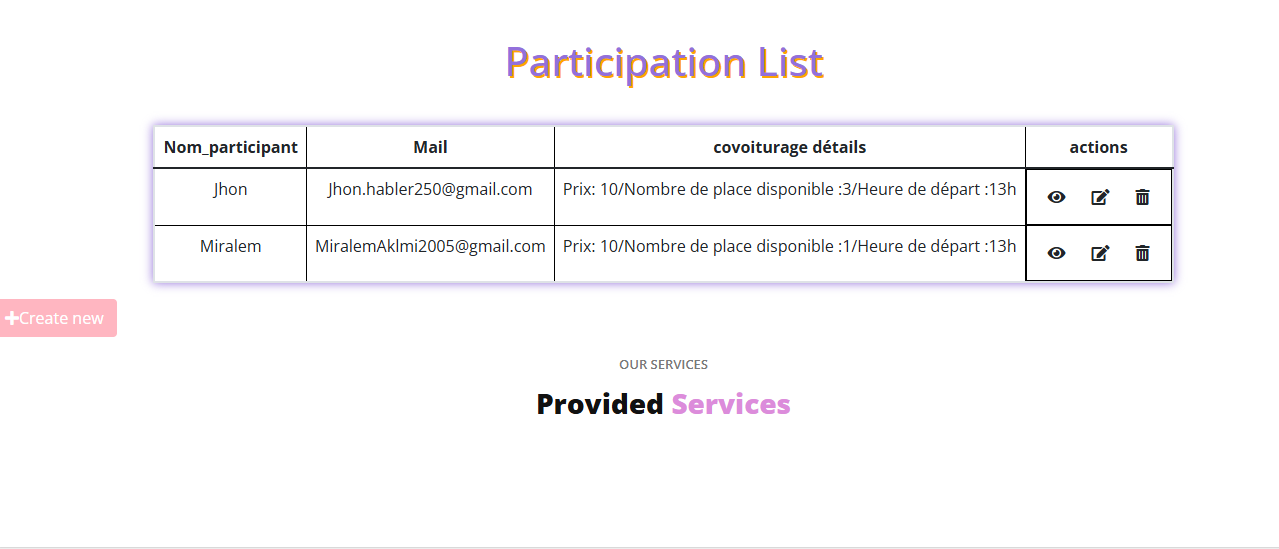 Participation List
Nom_participant Mail covoiturage détails actions
Jhon Jhon.habler250@gmail.com Prix: 10/Nombre de place disponible :3/Heure de départ :13h
Miralem MiralemAklmi2005@gmail.com Prix: 10/Nombre de place disponible :1/Heure de départ :13h
Create new
OUR SERVICES
Provided Services